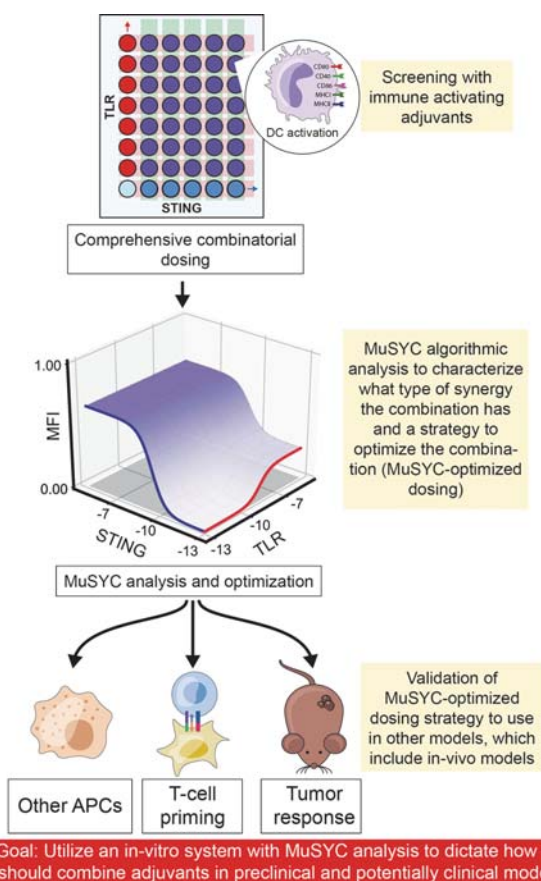 CD80
CD40
CD86
MHCI
MHCII
DC activation
Screening with
immune activating
adjuvants
TLR
STING
Comprehensive combinatorial
dosing
1.00
MFI
0.00
-7
-10
-13
STING
-13
-10
-7
TLR
MuSYC algorithmic
analysis to characterize
what type of synergy
the combination has
and a strategy to
optimize the combina-
tion (MuSYC-optimized
dosing)
MuSYC analysis and optimization
Validation of
MuSYC-optimized
dosing strategy to use
in other models, which
include in-vivo models
Other APCs
T-cell
priming
Tumor
response
Goal: Utilize an in-vitro system with MuSYC analysis to dictate how
should combine adjuvants in preclinical and potentially clinical mode